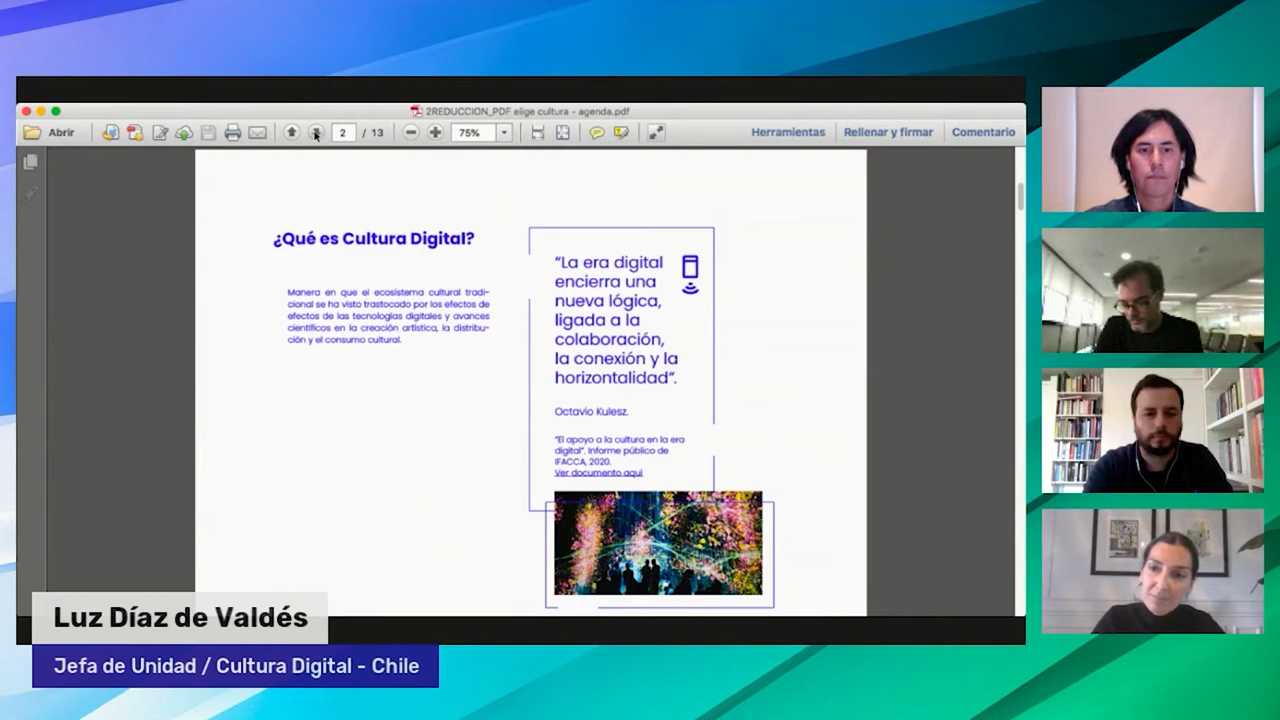 2REDUCCION_PDF elige cultura - agenda.pdf
Abrir
2 / 13
75%
Herramientas
Rellenar y firmar
Comentario
¿Qué es Cultura Digital?
Manera en que el ecosistema cultural tradi-
cional se ha visto trastocado por los efectos de
efectos de las tecnologías digitales y avances
científicos en la creación artística, la distribu-
ción y el consumo cultural.
"La era digital
encierra una
nueva lógica,
ligada a la
colaboración,
la conexión y la
horizontalidad".
Octavio Kulesz.
"El apoyo a la cultura en la era
digital". Informe público de
IFACCA, 2020.
Ver documento aquí
Luz Díaz de Valdés
Jefa de Unidad / Cultura Digital - Chile